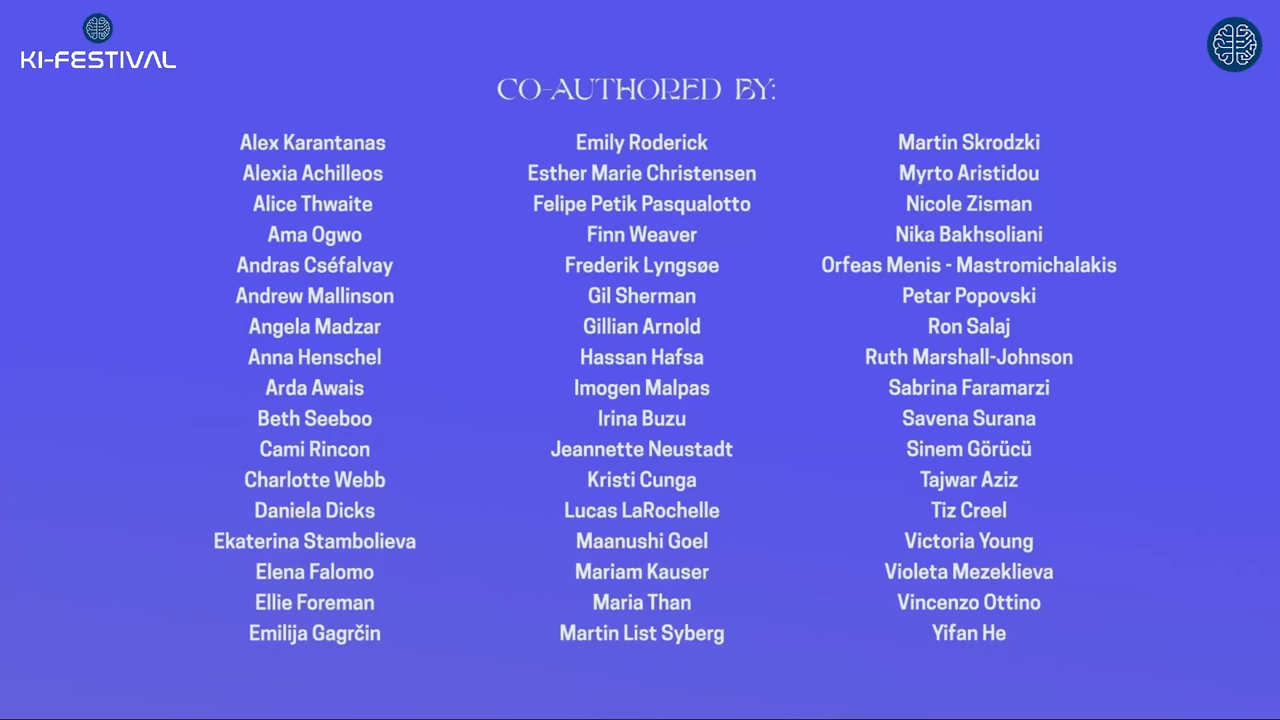 KI-FESTIVAL
CO-AUTHORED BY:
Alex Karantanas
Alexia Achilleos
Alice Thwaite
Ama Ogwo
Andras Cséfalvay
Andrew Mallinson
Angela Madzar
Anna Henschel
Arda Awais
Beth Seeboo
Cami Rincon
Charlotte Webb
Daniela Dicks
Ekaterina Stambolieva
Elena Falomo
Ellie Foreman
Emilija Gagrčin
Emily Roderick
Esther Marie Christensen
Felipe Petik Pasqualotto
Finn Weaver
Frederik Lyngsøe
Gil Sherman
Gillian Arnold
Hassan Hafsa
Imogen Malpas
Irina Buzu
Jeannette Neustadt
Kristi Cunga
Lucas LaRochelle
Maanushi Goel
Mariam Kauser
Maria Than
Martin List Syberg
Martin Skrodzki
Myrto Aristidou
Nicole Zisman
Nika Bakhsoliani
Orfeas Menis - Mastromichalakis
Petar Popovski
Ron Salaj
Ruth Marshall-Johnson
Sabrina Faramarzi
Savena Surana
Sinem Görücü
Tajwar Aziz
Tiz Creel
Victoria Young
Violeta Mezeklieva
Vincenzo Ottino
Yifan He